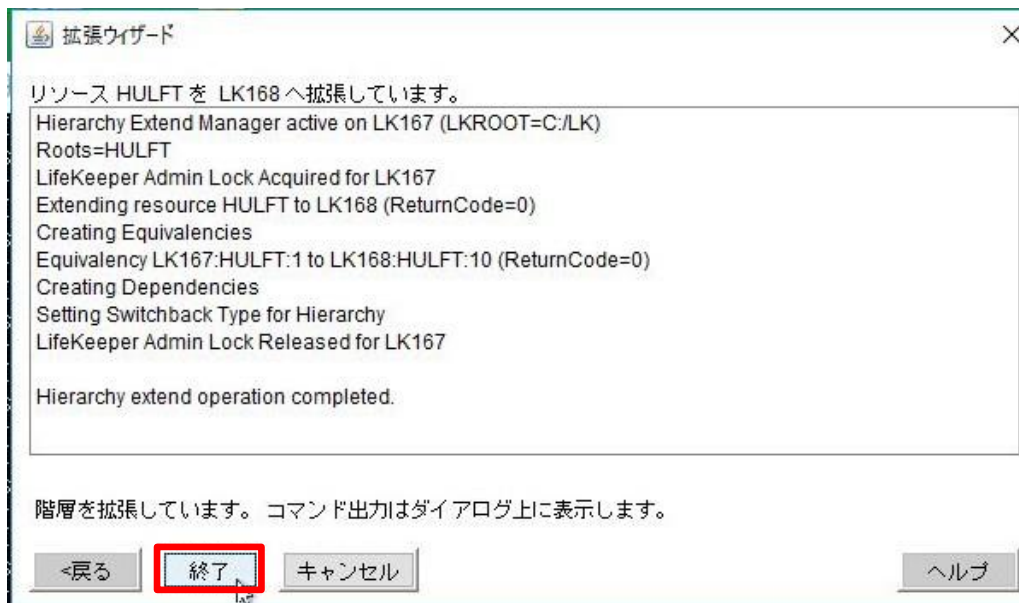 拡張ウィザード
リソース HULFT を LK168 へ拡張しています。
Hierarchy Extend Manager active on LK167 (LKROOT=C:/LK)
Roots=HULFT
LifeKeeper Admin Lock Acquired for LK167
Extending resource HULFT to LK168 (ReturnCode=0)
Creating Equivalencies
Equivalency LK167:HULFT:1 to LK168:HULFT:10 (ReturnCode=0)
Creating Dependencies
Setting Switchback Type for Hierarchy
LifeKeeper Admin Lock Released for LK167
Hierarchy extend operation completed.
階層を拡張しています。 コマンド出力はダイアログ上に表示します。
<戻る 終了 キャンセル ヘルプ